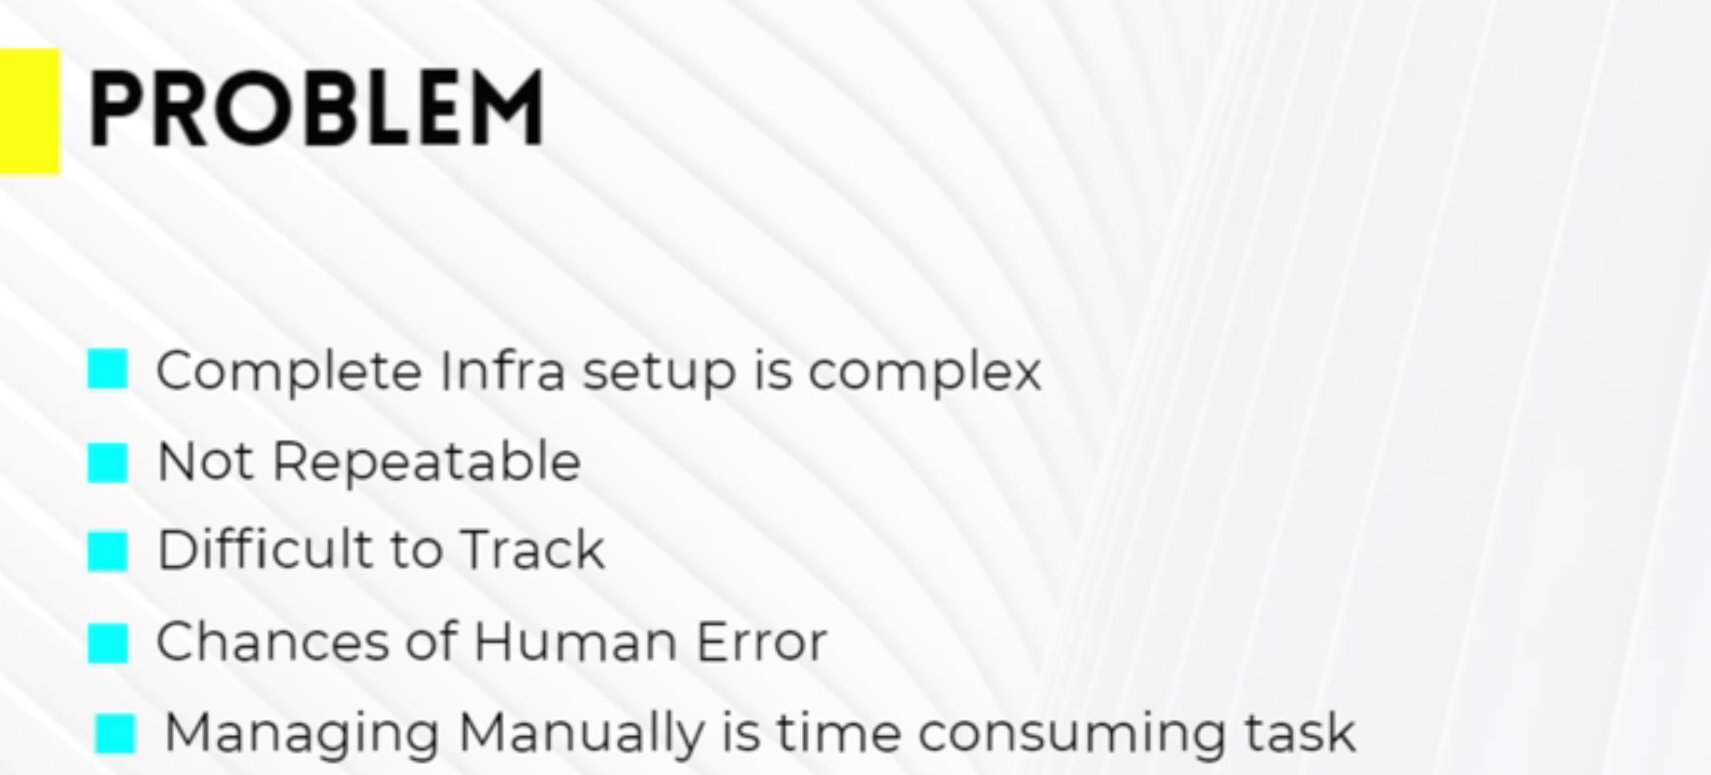 PROBLEM
Complete Infra setup is complex
Not Repeatable
Difficult to Track
Chances of Human Error
Managing Manually is time consuming task